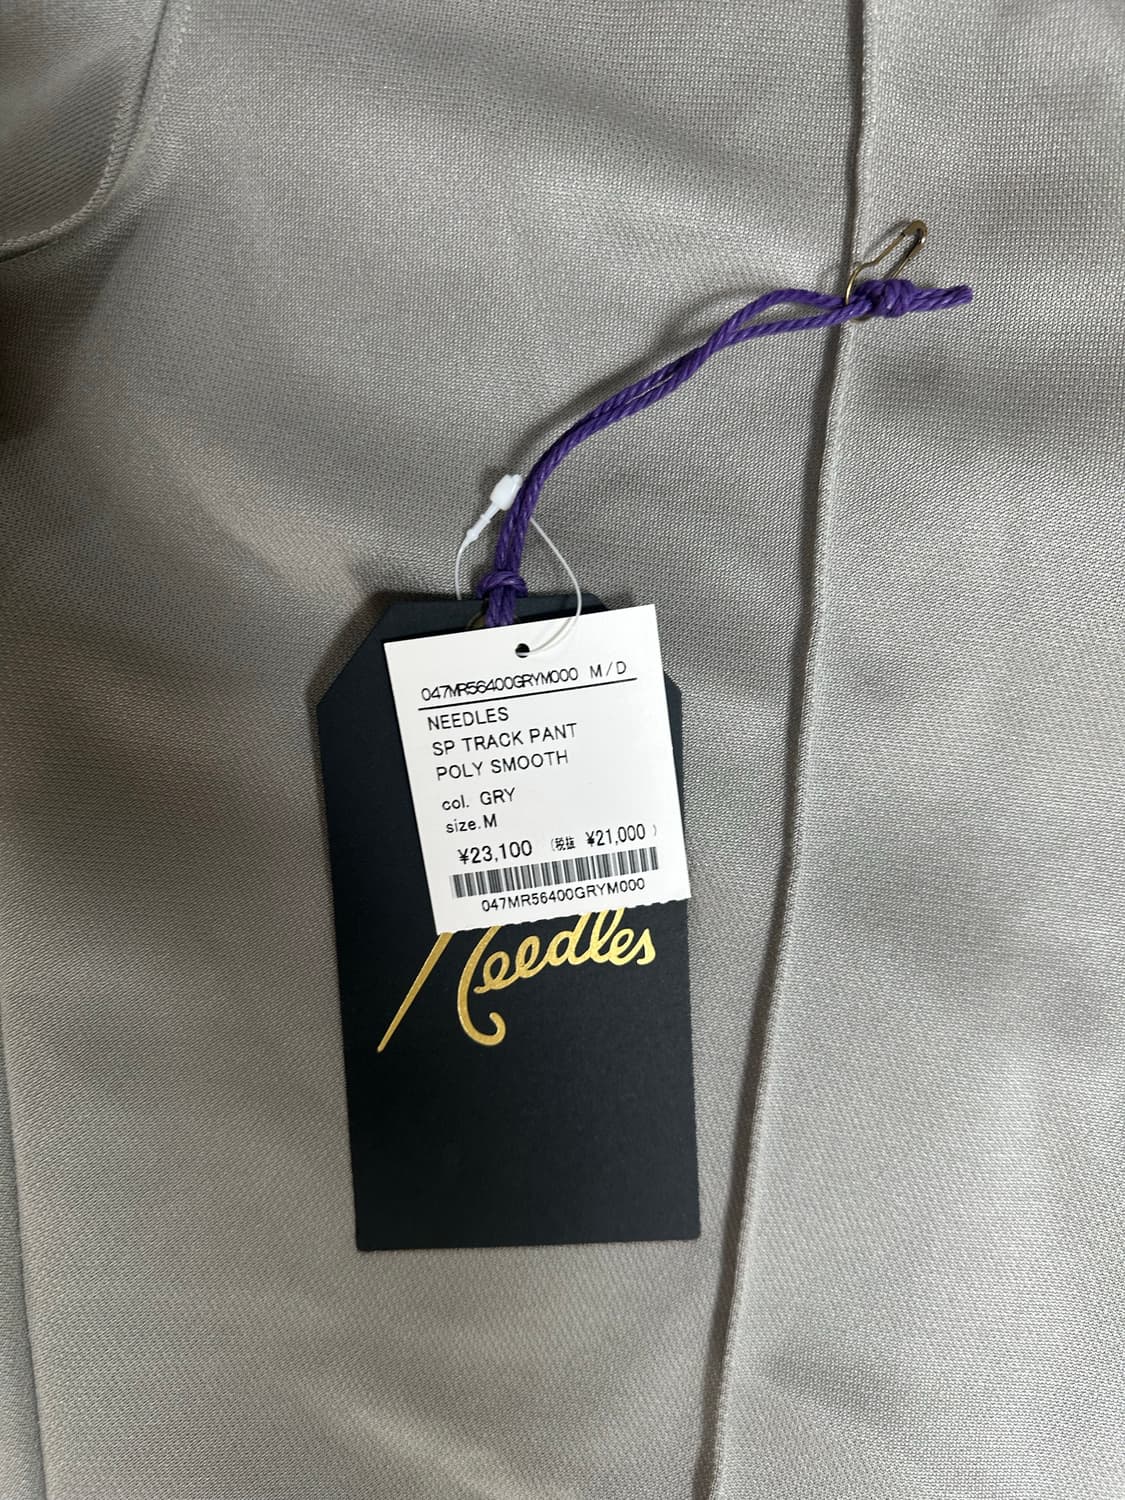 047MR56400GRYM000 M/D
NEEDLES
SP TRACK PANT
POLY SMOOTH
col. GRY
size.M
¥23,100 (税抜 ¥21,000 )
047MR56400GRYM000
Needles